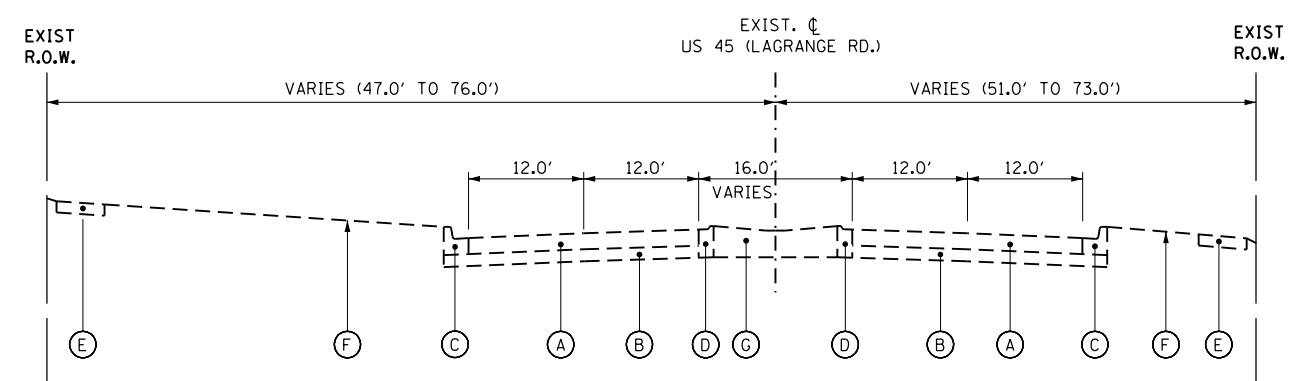 EXIST
R.O.W.
EXIST. ℄
US 45 (LAGRANGE RD.)
EXIST
R.O.W.
VARIES (47.0' TO 76.0')
VARIES (51.0' TO 73.0')
12.0'
12.0'
16.0'
VARIES
12.0'
12.0'
E
F
C
A
B
D
G
D
B
A
C
F
E